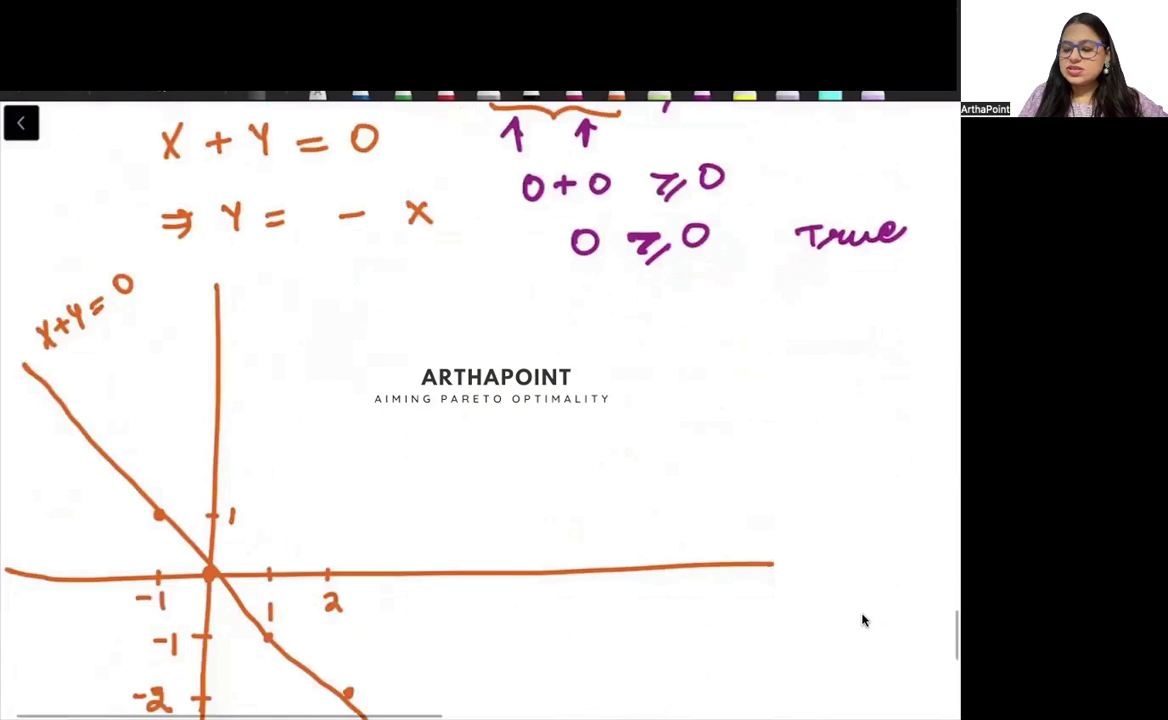 X + Y = 0
⇒ Y = - X
0 + 0 ≥ 0
0 ≥ 0 True
X+Y=0
1
-1
1
2
-1
-2
ARTHAPOINT
AIMING PARETO OPTIMALITY
ArthaPoint